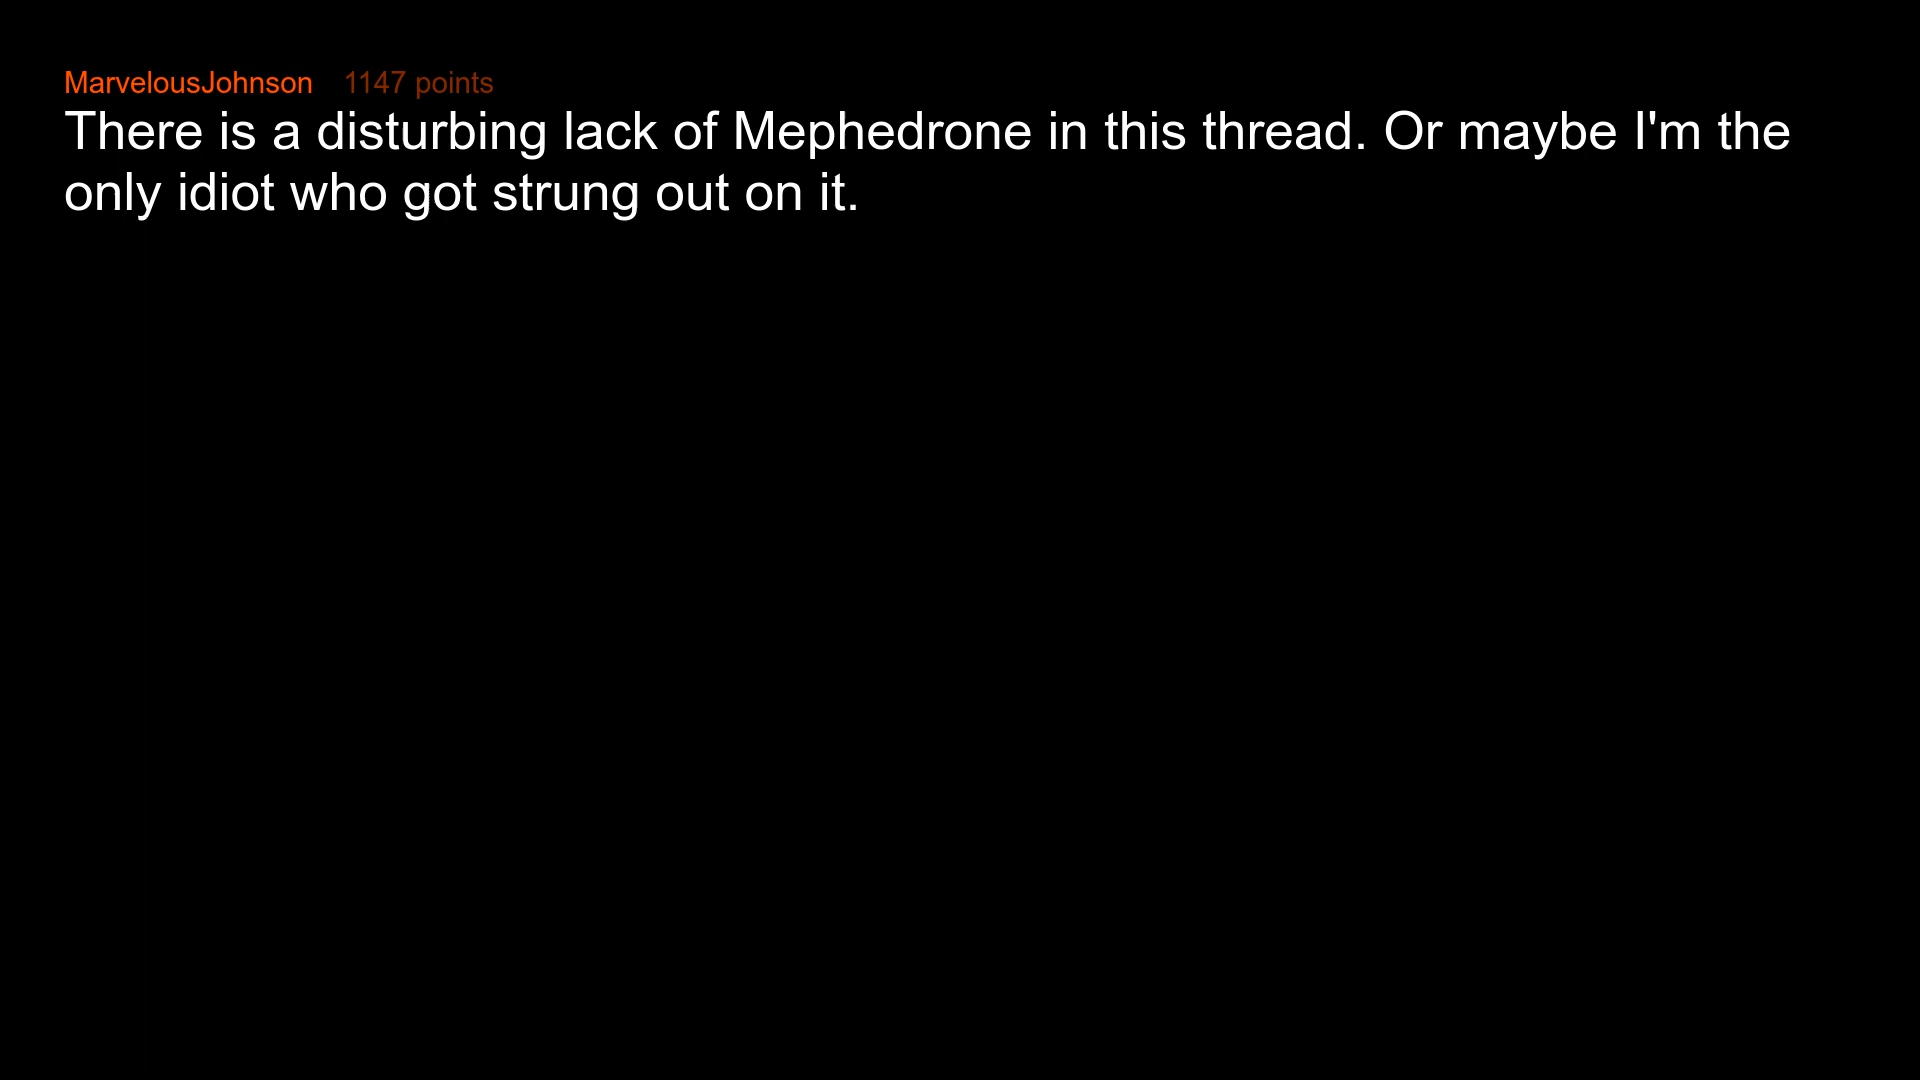 MarvelousJohnson 1147 points
There is a disturbing lack of Mephedrone in this thread. Or maybe I'm the
only idiot who got strung out on it.